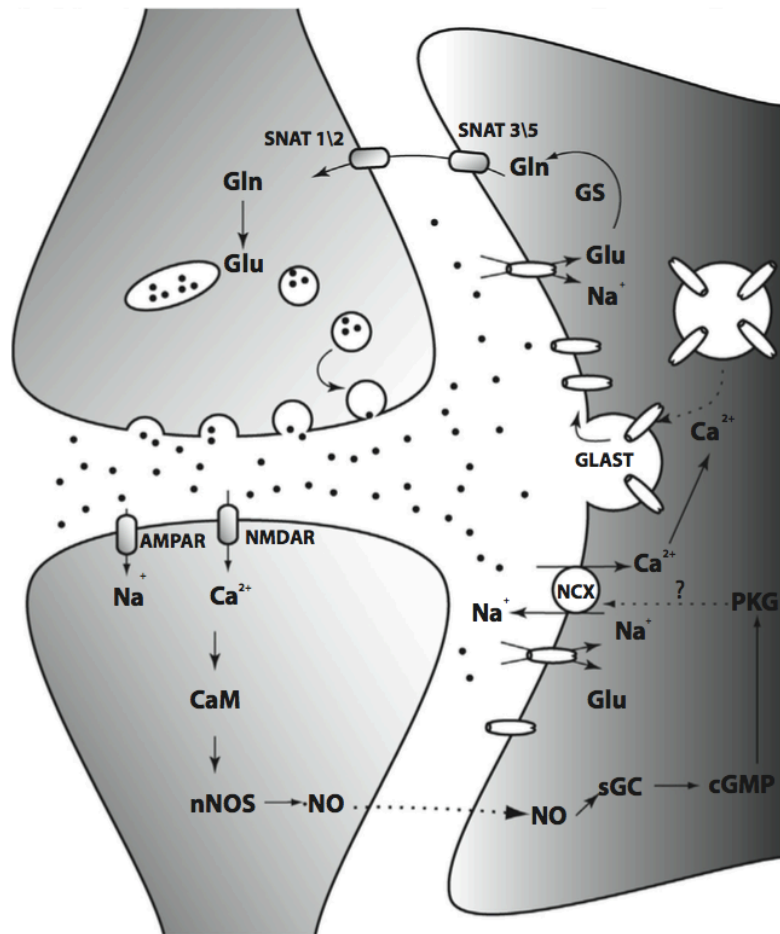 SNAT 1\2
SNAT 3\5
Gln
Gln
GS
Glu
Glu
Na⁺
Ca²⁺
GLAST
AMPAR
NMDAR
Na⁺
Ca²⁺
Ca²⁺
NCX
?
PKG
Na⁺
Na⁺
CaM
Glu
nNOS
NO
NO
sGC
cGMP